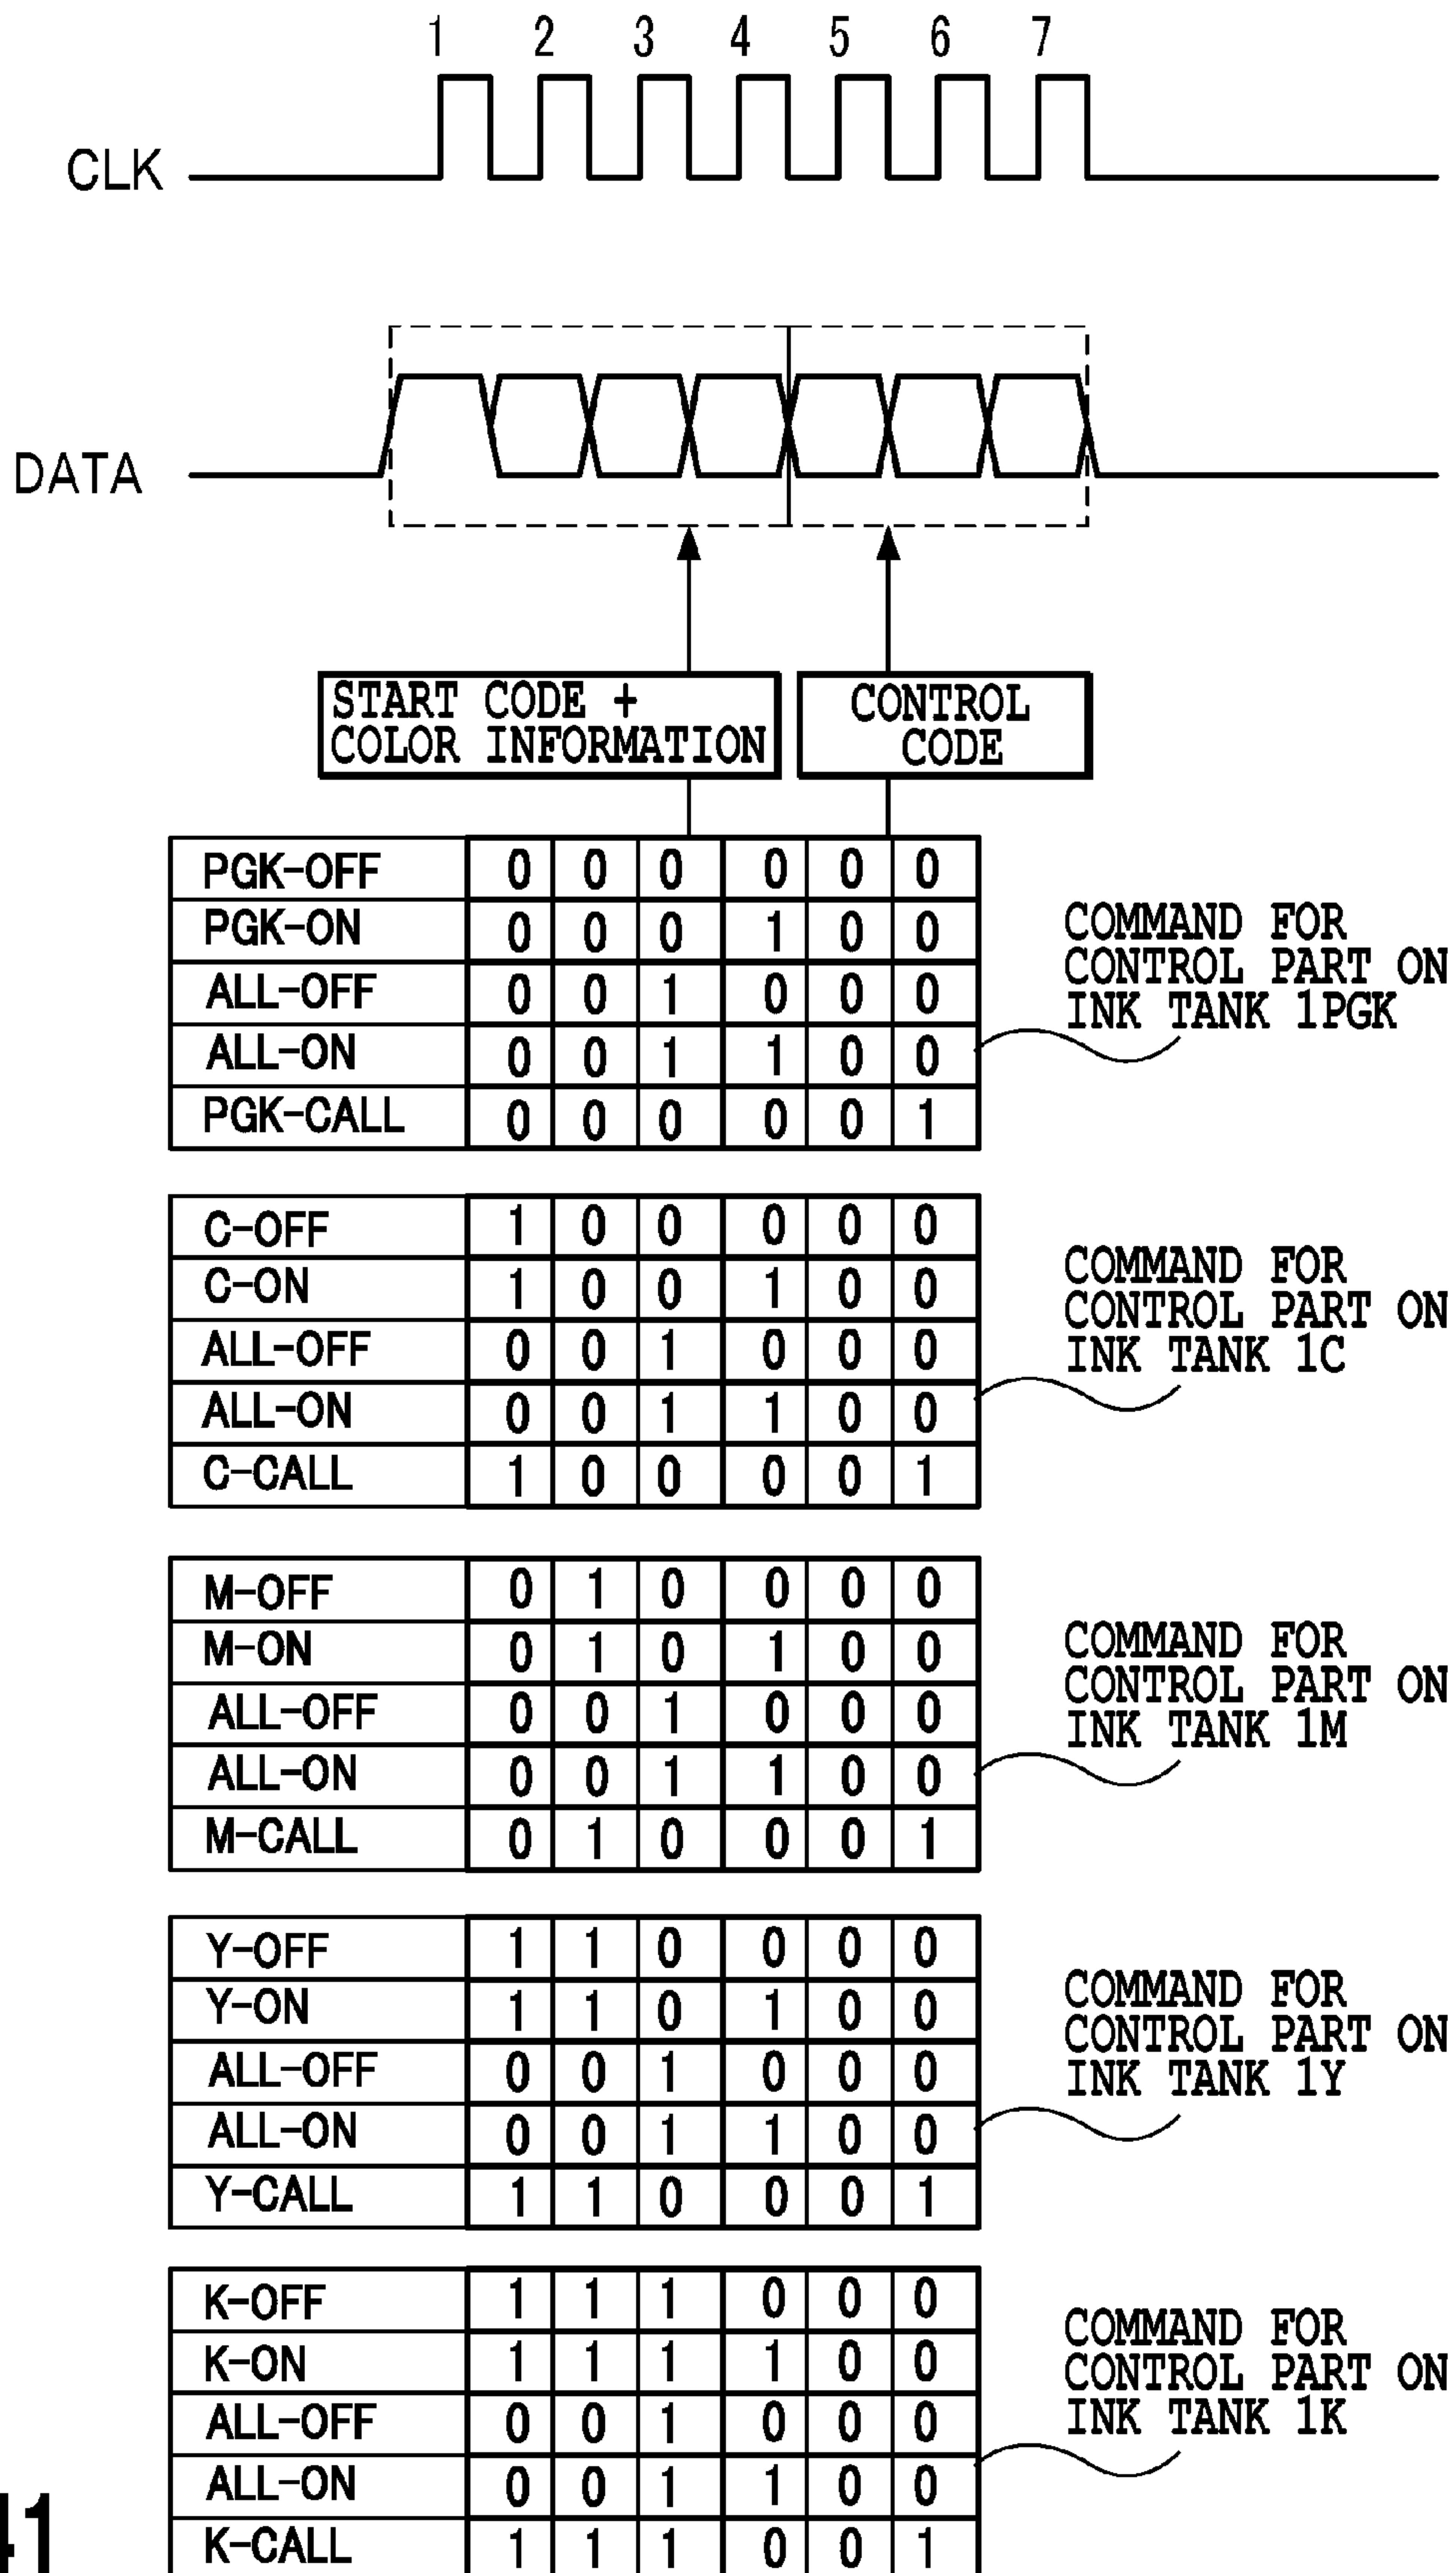 1 2 3 4 5 6 7
CLK
DATA
START CODE +
COLOR INFORMATION
CONTROL
CODE
PGK-OFF 0 0 0 0 0 0
PGK-ON 0 0 0 1 0 0
ALL-OFF 0 0 1 0 0 0
ALL-ON 0 0 1 1 0 0
PGK-CALL 0 0 0 0 0 1
COMMAND FOR
CONTROL PART ON
INK TANK 1PGK
C-OFF 1 0 0 0 0 0
C-ON 1 0 0 1 0 0
ALL-OFF 0 0 1 0 0 0
ALL-ON 0 0 1 1 0 0
C-CALL 1 0 0 0 0 1
COMMAND FOR
CONTROL PART ON
INK TANK 1C
M-OFF 0 1 0 0 0 0
M-ON 0 1 0 1 0 0
ALL-OFF 0 0 1 0 0 0
ALL-ON 0 0 1 1 0 0
M-CALL 0 1 0 0 0 1
COMMAND FOR
CONTROL PART ON
INK TANK 1M
Y-OFF 1 1 0 0 0 0
Y-ON 1 1 0 1 0 0
ALL-OFF 0 0 1 0 0 0
ALL-ON 0 0 1 1 0 0
Y-CALL 1 1 0 0 0 1
COMMAND FOR
CONTROL PART ON
INK TANK 1Y
K-OFF 1 1 1 0 0 0
K-ON 1 1 1 1 0 0
ALL-OFF 0 0 1 0 0 0
ALL-ON 0 0 1 1 0 0
K-CALL 1 1 1 0 0 1
COMMAND FOR
CONTROL PART ON
INK TANK 1K